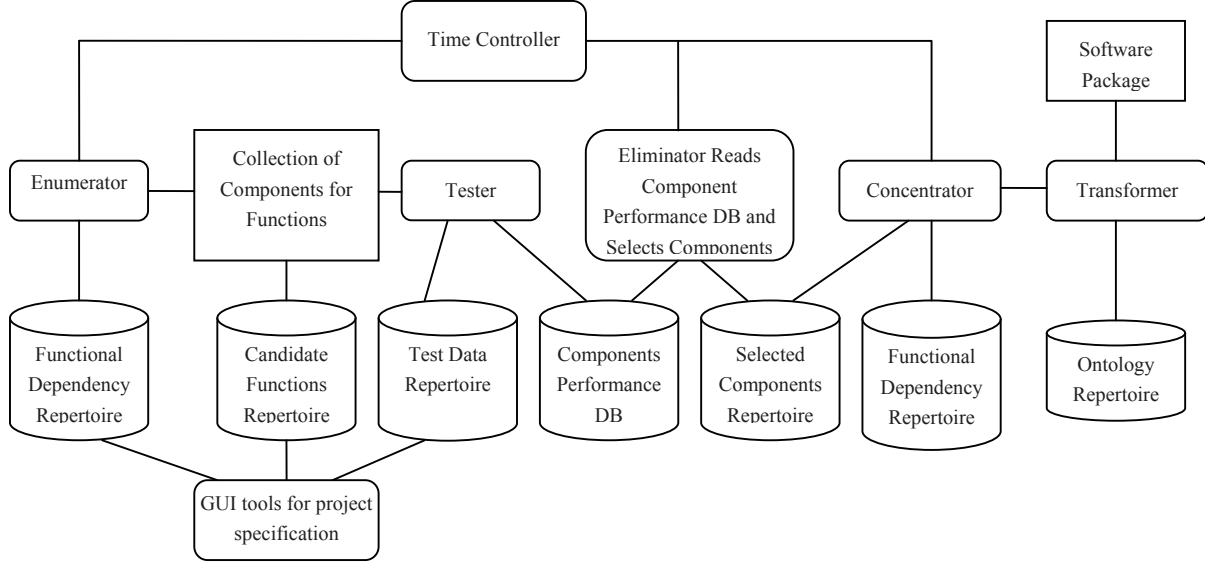 Time Controller
Software
Package
Enumerator
Collection of
Components for
Functions
Tester
Eliminator Reads
Component
Performance DB and
Selects Components
Concentrator
Transformer
Functional
Dependency
Repertoire
Candidate
Functions
Repertoire
Test Data
Repertoire
Components
Performance
DB
Selected
Components
Repertoire
Functional
Dependency
Repertoire
Ontology
Repertoire
GUI tools for project
specification